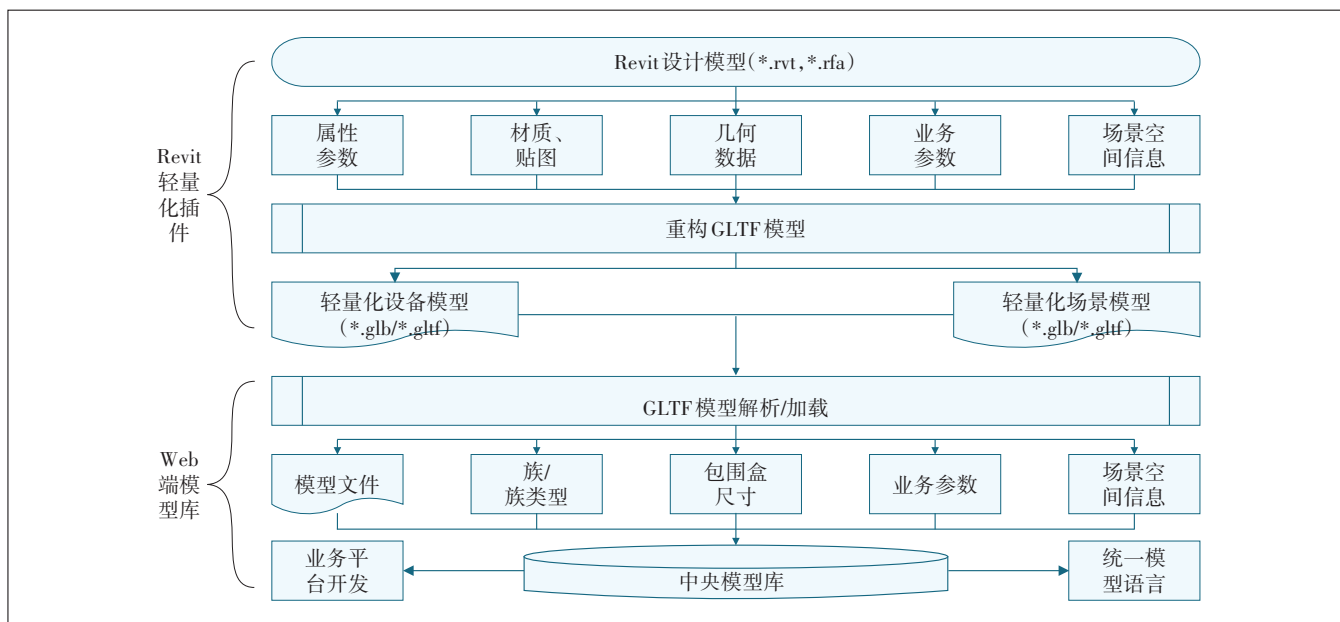 Revit设计模型(*.rvt,*.rfa)
属性
参数
材质、
贴图
几何
数据
业务
参数
场景空
间信息
Revit
轻量
化插
件
重构GLTF模型
轻量化设备模型
(*.glb/*.gltf)
轻量化场景模型
(*.glb/*.gltf)
GLTF模型解析/加载
Web
端模
型库
模型文件
族/
族类型
包围盒
尺寸
业务参数
场景空
间信息
业务平
台开发
中央模型库
统一模
型语言